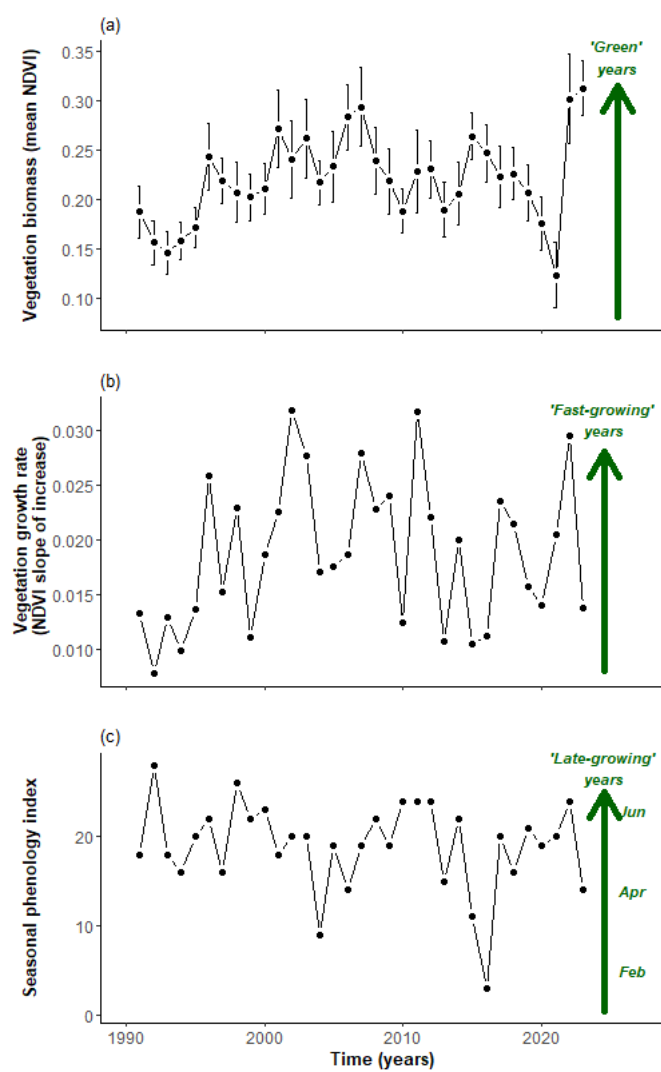 (a)
Vegetation biomass (mean NDVI)
0.35
0.30
0.25
0.20
0.15
0.10
'Green'
years
(b)
Vegetation growth rate
(NDVI slope of increase)
0.030
0.025
0.020
0.015
0.010
'Fast-growing'
years
(c)
Seasonal phenology index
20
10
0
'Late-growing'
years
Jun
Apr
Feb
1990 2000 2010 2020
Time (years)